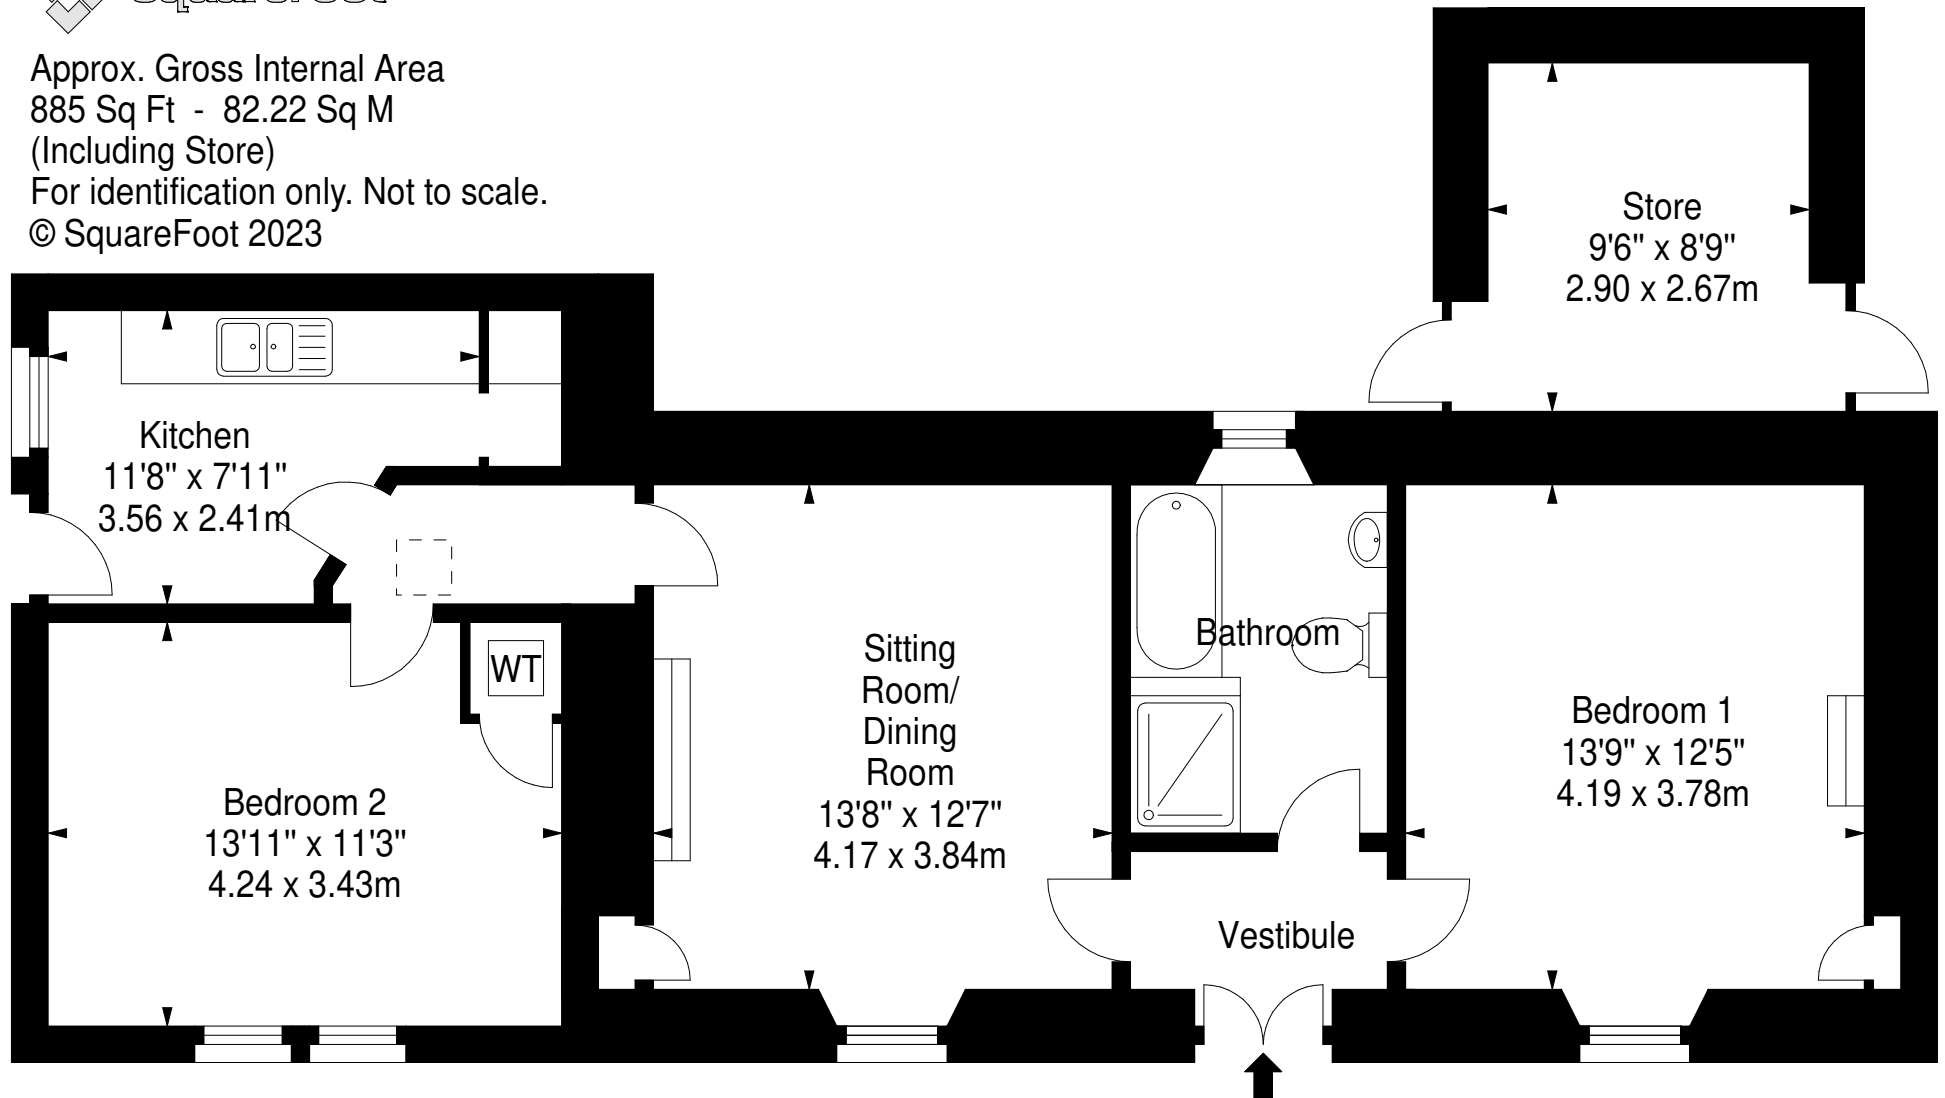 Approx. Gross Internal Area
885 Sq Ft - 82.22 Sq M
(Including Store)
For identification only. Not to scale.
© SquareFoot 2023
Store
9'6" x 8'9"
2.90 x 2.67m
Kitchen
11'8" x 7'11"
3.56 x 2.41m
Sitting
Room/
Dining
Room
13'8" x 12'7"
4.17 x 3.84m
Bathroom
WT
Bedroom 1
13'9" x 12'5"
4.19 x 3.78m
Bedroom 2
13'11" x 11'3"
4.24 x 3.43m
Vestibule